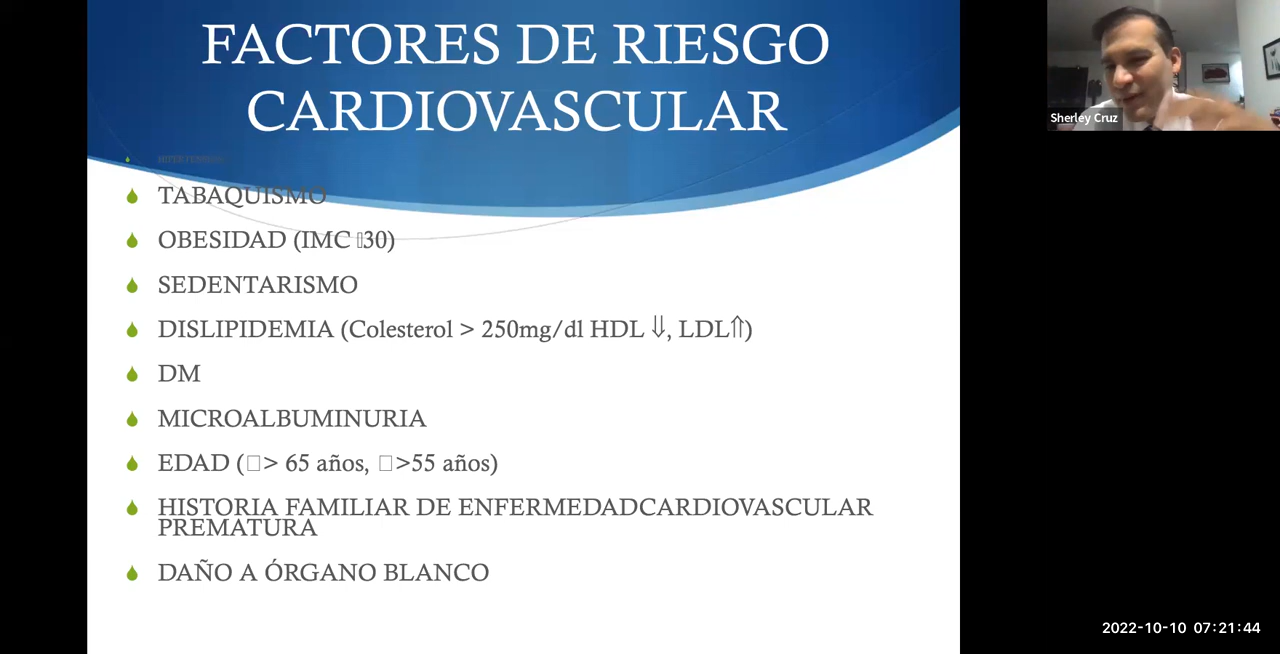 FACTORES DE RIESGO
CARDIOVASCULAR
TABAQUISMO
OBESIDAD (IMC 30)
SEDENTARISMO
DISLIPIDEMIA (Colesterol > 250mg/dl HDL ⇓, LDL⇑)
DM
MICROALBUMINURIA
EDAD (□> 65 años, □>55 años)
HISTORIA FAMILIAR DE ENFERMEDADCARDIOVASCULAR
PREMATURA
DAÑO A ÓRGANO BLANCO
Sherley Cruz
2022-10-10 07:21:44